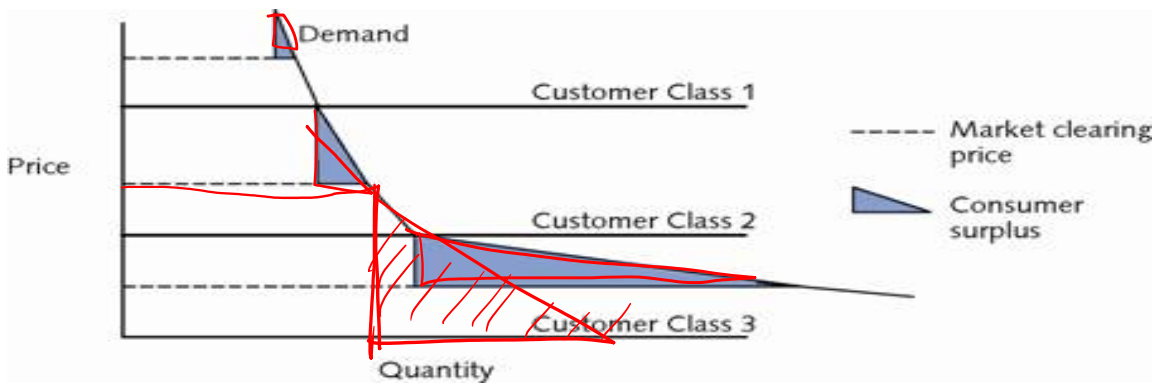 Demand
Customer Class 1
Market clearing
price
Price
Consumer
surplus
Customer Class 2
Customer Class 3
Quantity